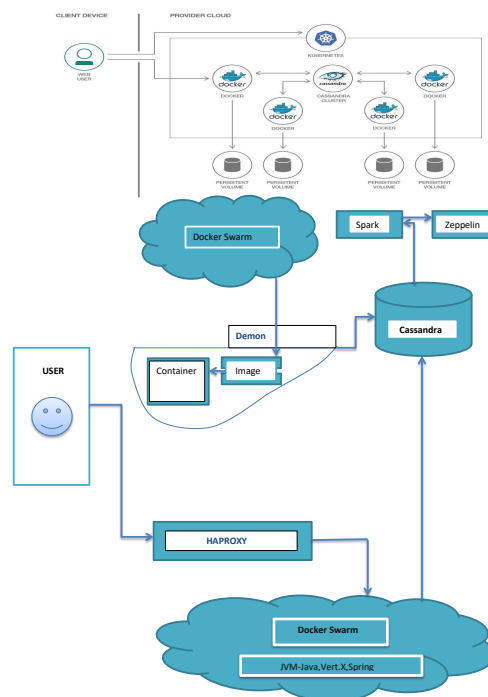 CLIENT DEVICE
PROVIDER CLOUD
KUBERNETES
WEB
USER
docker
DOCKER
cassandra
CASSANDRA
CLUSTER
docker
DOCKER
docker
DOCKER
docker
DOCKER
PERSISTENT
VOLUME
PERSISTENT
VOLUME
PERSISTENT
VOLUME
PERSISTENT
VOLUME
Docker Swarm
Spark
Zeppelin
Cassandra
Demon
Container
Image
USER
HAPROXY
Docker Swarm
JVM-Java,Vert.X,Spring